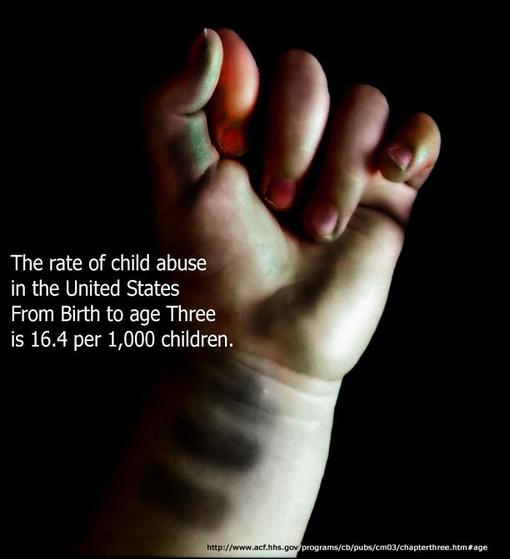 The rate of child abuse
in the United States
From Birth to age Three
is 16.4 per 1,000 children.
http://www.acf.hhs.gov/programs/cb/pubs/cm03/chapterthree.htm#age